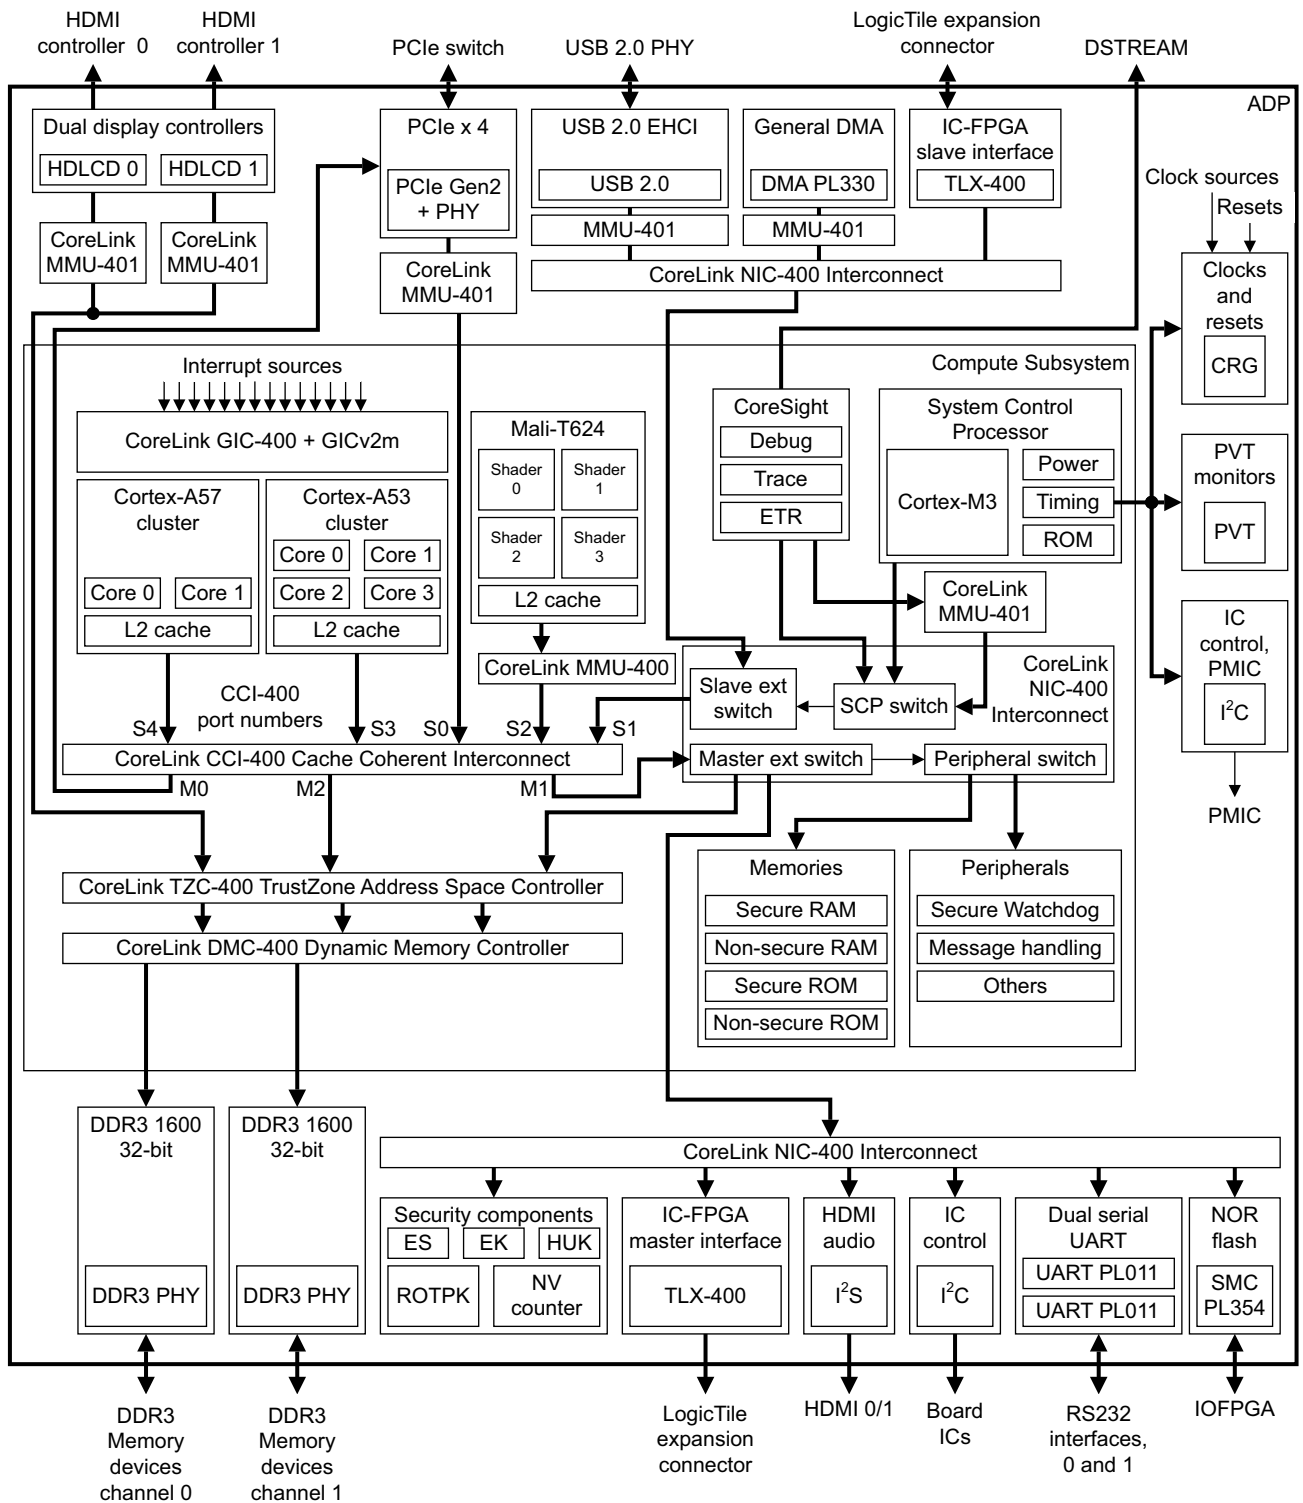 HDMI
controller 0
HDMI
controller 1
PCIe switch
USB 2.0 PHY
LogicTile expansion
connector
DSTREAM
ADP
Dual display controllers
HDLCD 0
HDLCD 1
PCIe x 4
PCIe Gen2
+ PHY
USB 2.0 EHCI
USB 2.0
General DMA
DMA PL330
IC-FPGA
slave interface
TLX-400
Clock sources
Resets
CoreLink
MMU-401
CoreLink
MMU-401
CoreLink
MMU-401
MMU-401
MMU-401
CoreLink NIC-400 Interconnect
Clocks
and
resets
CRG
Compute Subsystem
Interrupt sources
CoreLink GIC-400 + GICv2m
Mali-T624
Shader
0
Shader
1
Shader
2
Shader
3
L2 cache
CoreSight
Debug
Trace
ETR
System Control
Processor
Cortex-M3
Power
Timing
ROM
PVT
monitors
PVT
Cortex-A57
cluster
Core 0
Core 1
L2 cache
Cortex-A53
cluster
Core 0
Core 1
Core 2
Core 3
L2 cache
CoreLink
MMU-401
IC
control,
PMIC
I²C
PMIC
CoreLink MMU-400
CCI-400
port numbers
S4
S3
S0
S2
S1
Slave ext
switch
SCP switch
CoreLink
NIC-400
Interconnect
CoreLink CCI-400 Cache Coherent Interconnect
Master ext switch
Peripheral switch
M0
M2
M1
CoreLink TZC-400 TrustZone Address Space Controller
CoreLink DMC-400 Dynamic Memory Controller
Memories
Secure RAM
Non-secure RAM
Secure ROM
Non-secure ROM
Peripherals
Secure Watchdog
Message handling
Others
DDR3 1600
32-bit
DDR3 PHY
DDR3 1600
32-bit
DDR3 PHY
CoreLink NIC-400 Interconnect
Security components
ES
EK
HUK
ROTPK
NV
counter
IC-FPGA
master interface
TLX-400
HDMI
audio
I²S
IC
control
I²C
Dual serial
UART
UART PL011
UART PL011
NOR
flash
SMC
PL354
DDR3
Memory
devices
channel 0
DDR3
Memory
devices
channel 1
LogicTile
expansion
connector
HDMI 0/1
Board
ICs
RS232
interfaces,
0 and 1
IOFPGA